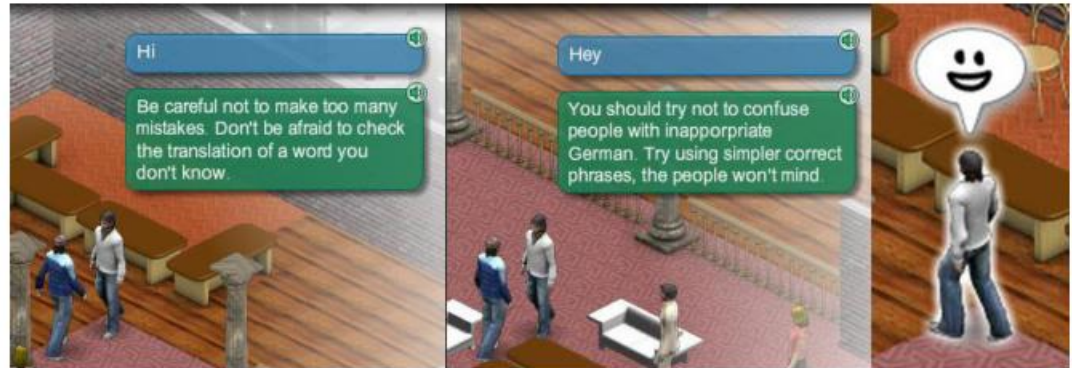 Hi
Be careful not to make too many
mistakes. Don't be afraid to check
the translation of a word you
don't know.
Hey
You should try not to confuse
people with inapporpriate
German. Try using simpler correct
phrases, the people won't mind.